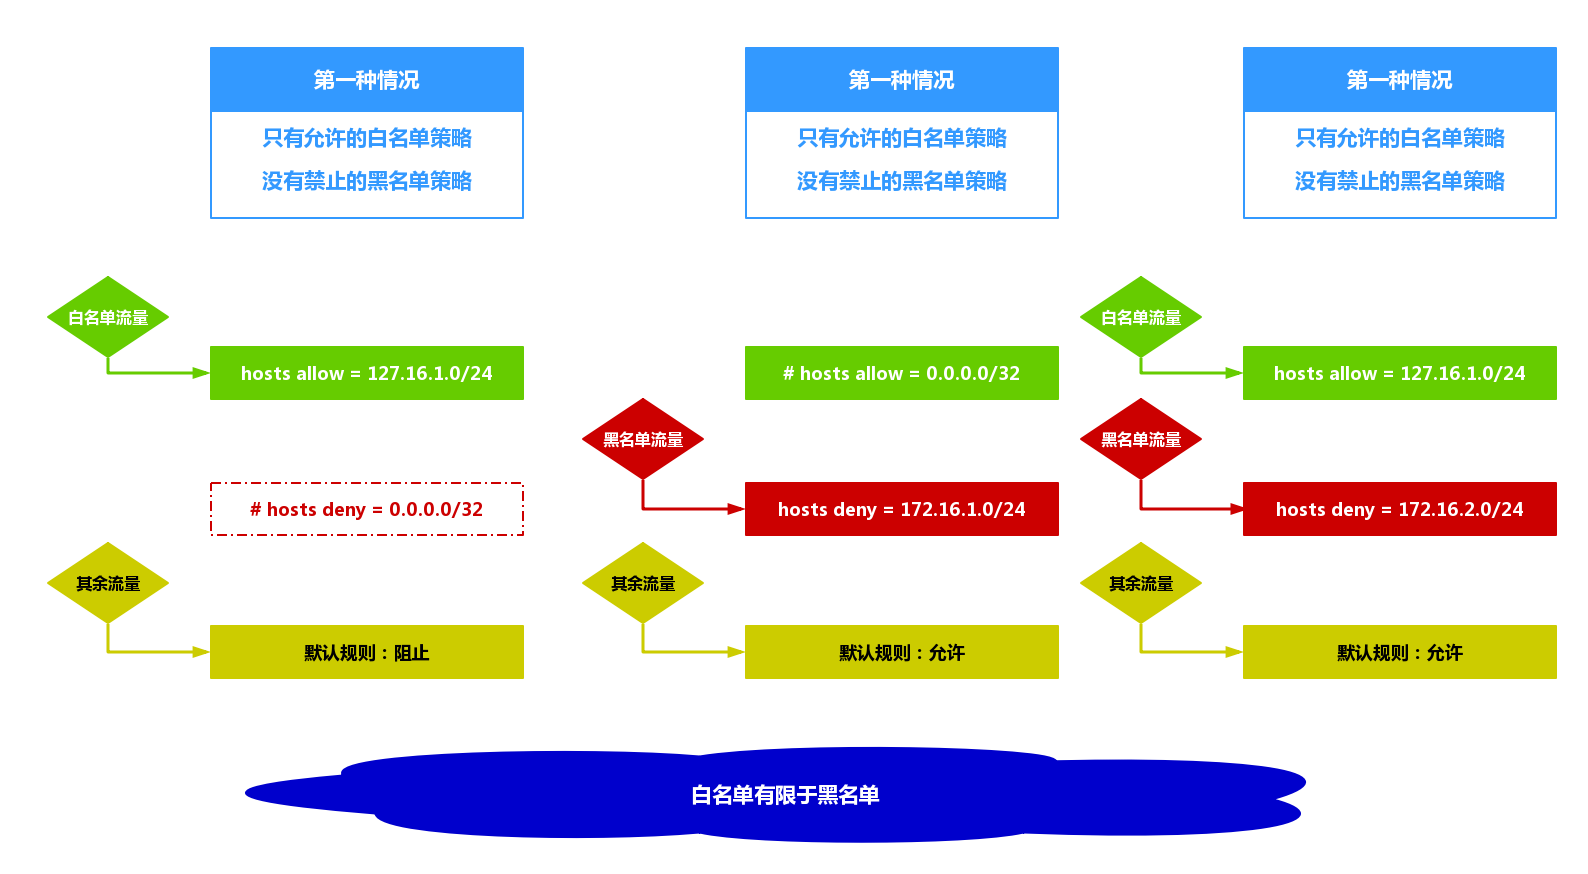 第一种情况
只有允许的白名单策略
没有禁止的黑名单策略
第一种情况
只有允许的白名单策略
没有禁止的黑名单策略
第一种情况
只有允许的白名单策略
没有禁止的黑名单策略
白名单流量
hosts allow = 127.16.1.0/24
# hosts deny = 0.0.0.0/32
其余流量
默认规则：阻止
# hosts allow = 0.0.0.0/32
黑名单流量
hosts deny = 172.16.1.0/24
其余流量
默认规则：允许
白名单流量
hosts allow = 127.16.1.0/24
黑名单流量
hosts deny = 172.16.2.0/24
其余流量
默认规则：允许
白名单有限于黑名单